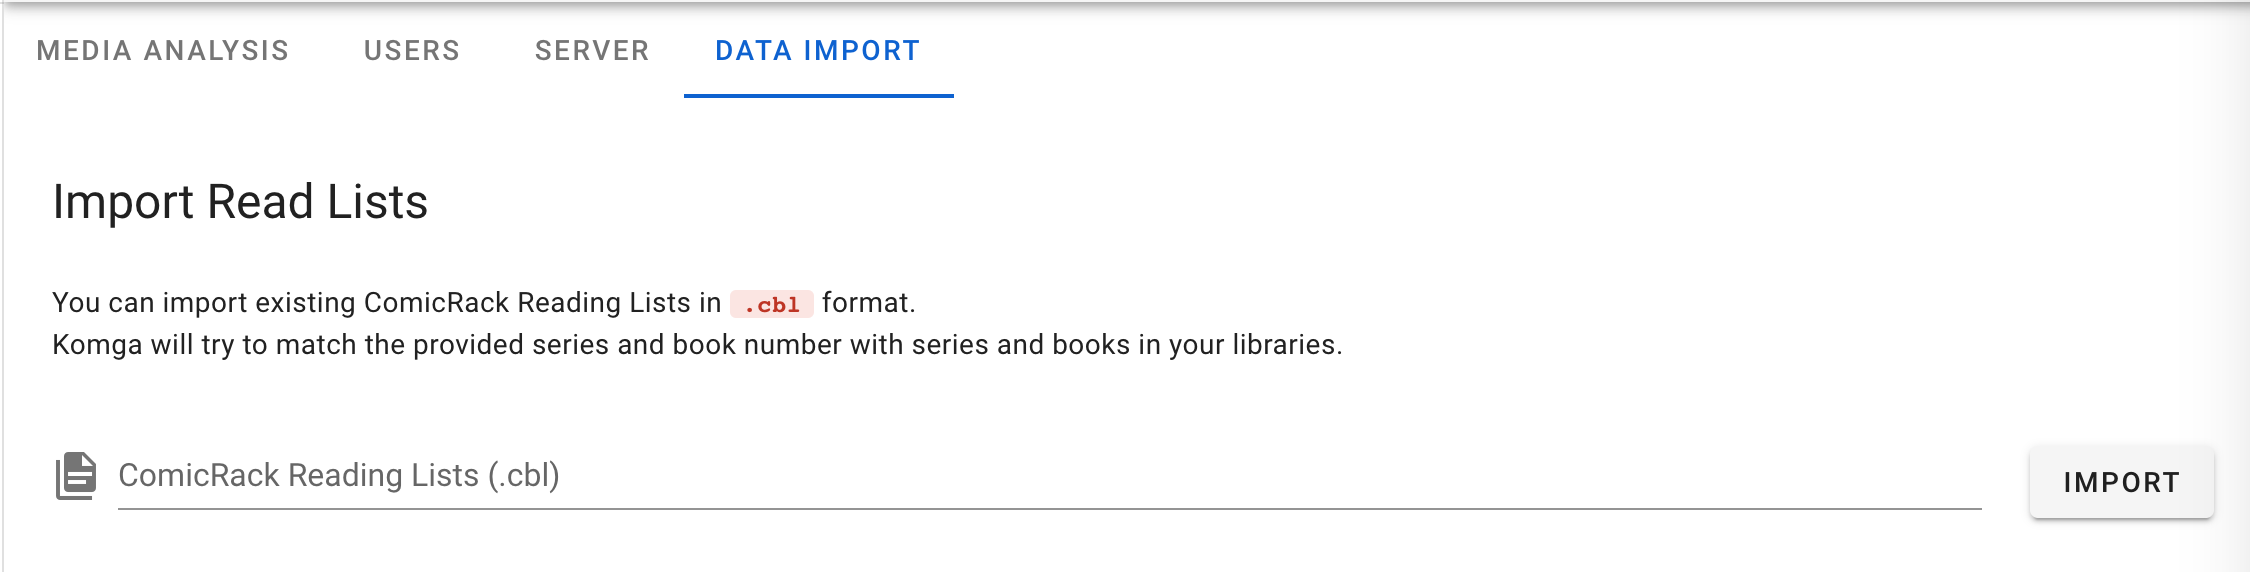 MEDIA ANALYSIS USERS SERVER DATA IMPORT
Import Read Lists
You can import existing ComicRack Reading Lists in .cbl format.
Komga will try to match the provided series and book number with series and books in your libraries.
ComicRack Reading Lists (.cbl) IMPORT